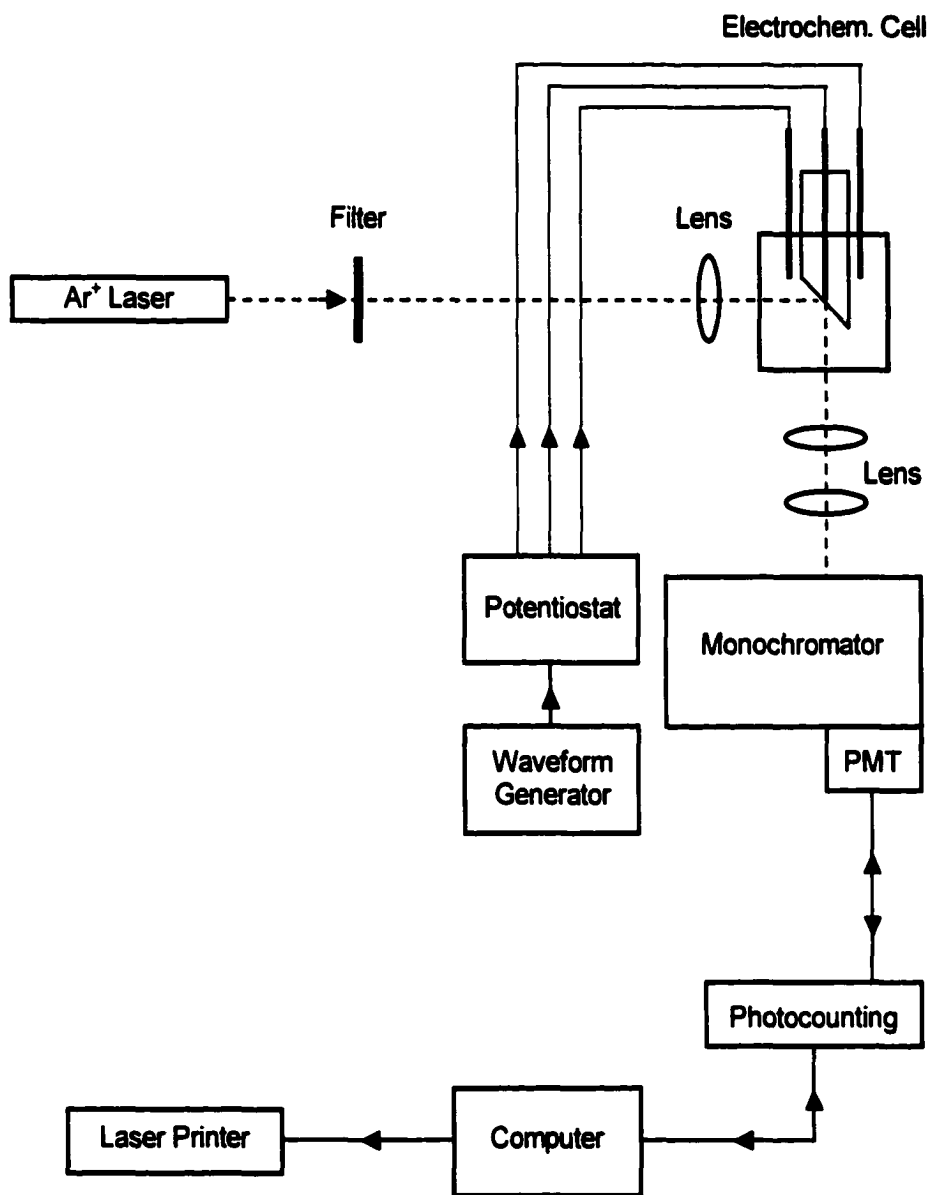 Electrochem. Cell
Filter
Lens
Ar⁺ Laser
Lens
Potentiostat
Monochromator
Waveform
Generator
PMT
Photocounting
Laser Printer
Computer